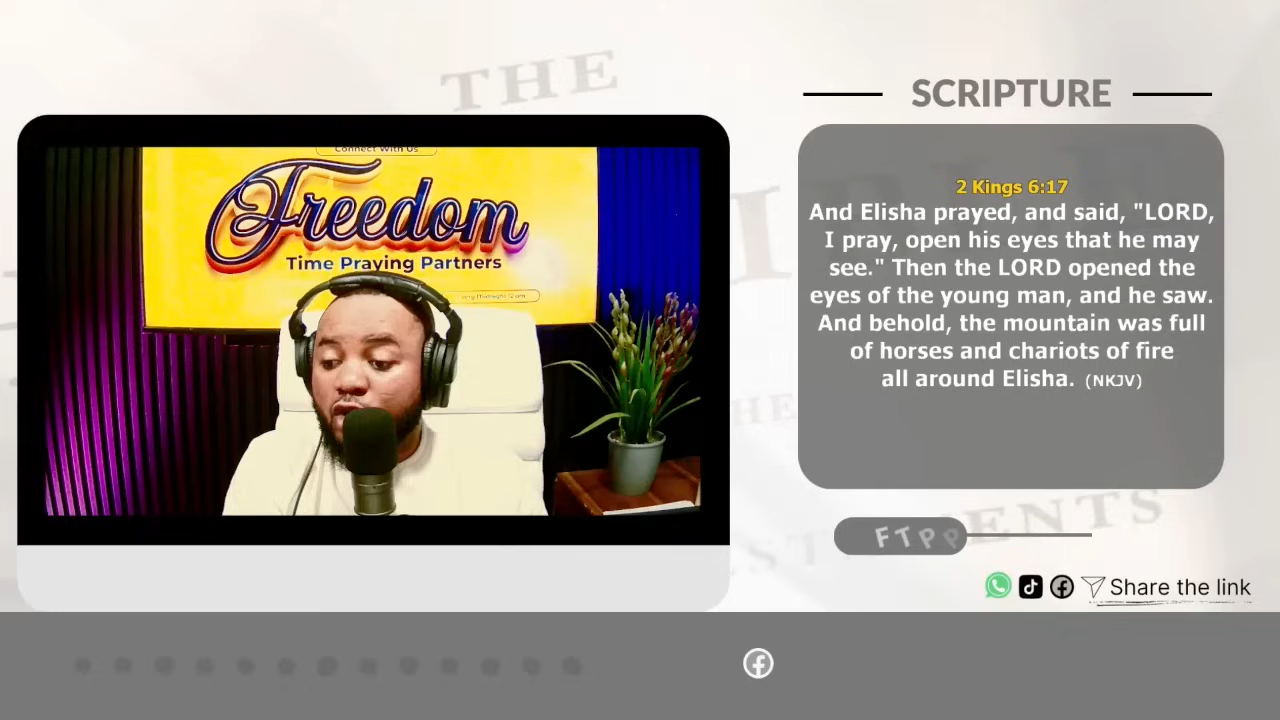 THE
SCRIPTURE
Connect With Us
Freedom
Time Praying Partners
2 Kings 6:17
And Elisha prayed, and said, "LORD,
I pray, open his eyes that he may
see." Then the LORD opened the
eyes of the young man, and he saw.
And behold, the mountain was full
of horses and chariots of fire
all around Elisha. (NKJV)
FTPP
Share the link